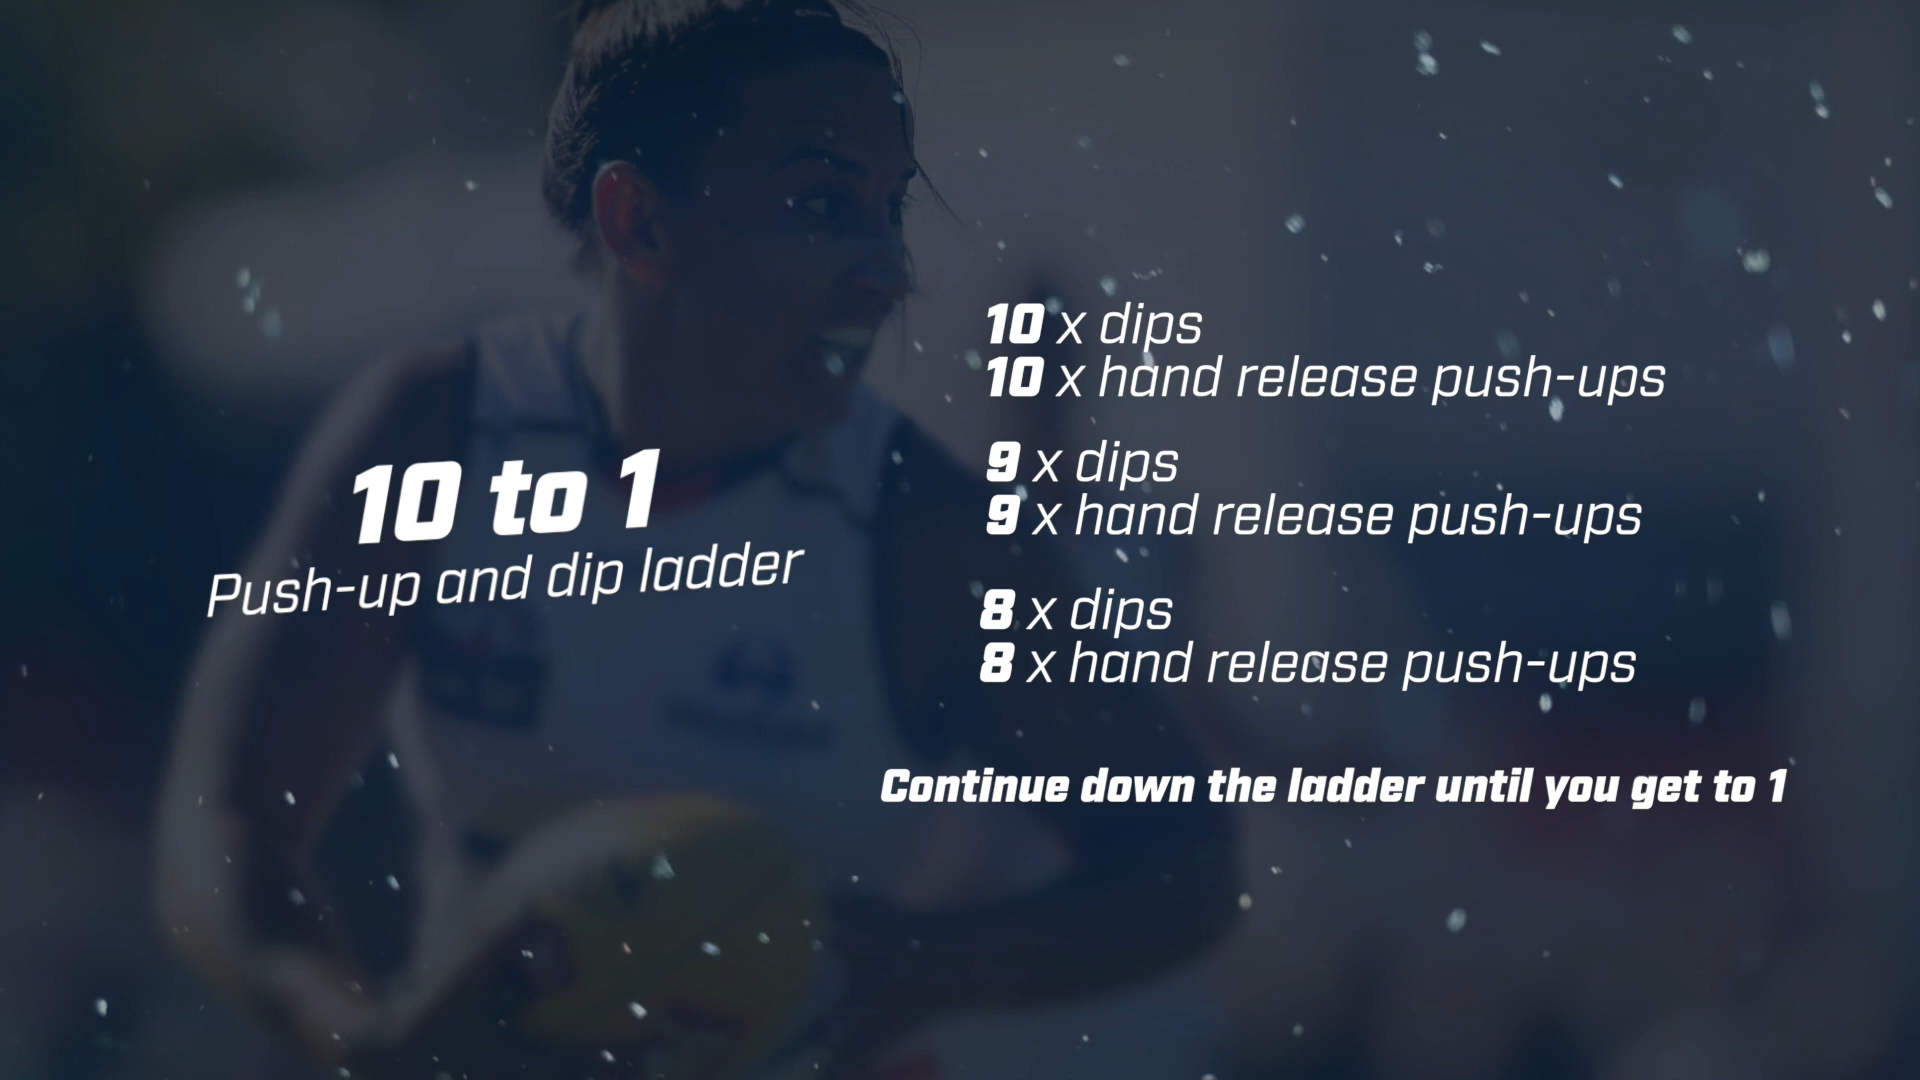 10 to 1
Push-up and dip ladder
10 x dips
10 x hand release push-ups
9 x dips
9 x hand release push-ups
8 x dips
8 x hand release push-ups
Continue down the ladder until you get to 1